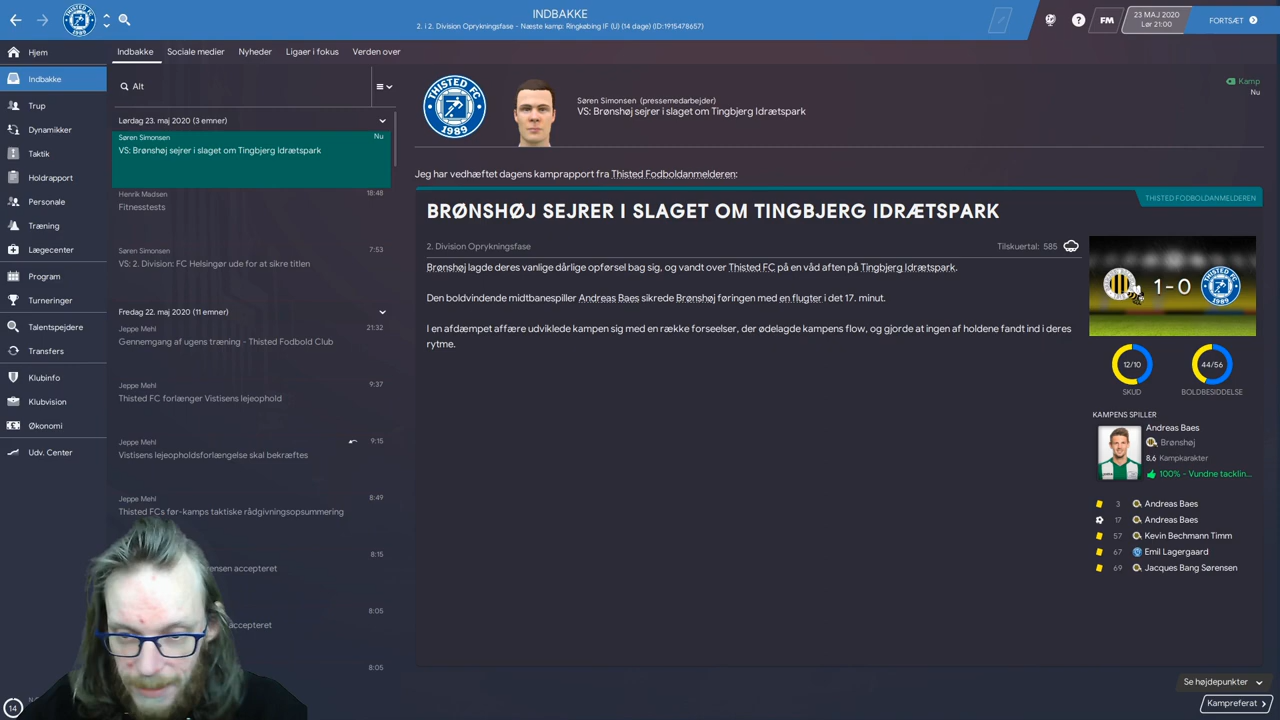 INDBAKKE
2. i 2. Division Oprykningsfase - Næste kamp: Ringkøbing IF (U) (14 dage) (ID:1915478657)
FM
23 MAJ 2020
Lør 21:00
FORTSÆT
Hjem
Indbakke
Trup
Dynamikker
Taktik
Holdrapport
Personale
Træning
Lægecenter
Program
Turneringer
Talentspejdere
Transfers
Klubinfo
Klubvision
Økonomi
Udv. Center
14
Indbakke
Sociale medier
Nyheder
Ligaer i fokus
Verden over
Alt
Lørdag 23. maj 2020 (3 emner)
Søren Simonsen
Nu
VS: Brønshøj sejrer i slaget om Tingbjerg Idrætspark
Henrik Madsen
18:48
Fitnesstests
Søren Simonsen
7:53
VS: 2. Division: FC Helsingør ude for at sikre titlen
Fredag 22. maj 2020 (11 emner)
Jeppe Mehl
21:32
Gennemgang af ugens træning - Thisted Fodbold Club
Jeppe Mehl
9:37
Thisted FC forlænger Vistisens lejeophold
Jeppe Mehl
9:15
Vistisens lejeopholdsforlængelse skal bekræftes
Jeppe Mehl
8:49
Thisted FCs før-kamps taktiske rådgivningsopsummering
8:15
ensen accepteret
8:05
accepteret
8:05
THISTED FC
1989
Søren Simonsen (pressemedarbejder)
VS: Brønshøj sejrer i slaget om Tingbjerg Idrætspark
Kamp
Nu
Jeg har vedhæftet dagens kamprapport fra Thisted Fodboldanmelderen:
THISTED FODBOLDANMELDEREN
BRØNSHØJ SEJRER I SLAGET OM TINGBJERG IDRÆTSPARK
2. Division Oprykningsfase
Tilskuertal: 585
Brønshøj lagde deres vanlige dårlige opførsel bag sig, og vandt over Thisted FC på en våd aften på Tingbjerg Idrætspark.
Den boldvindende midtbanespiller Andreas Baes sikrede Brønshøj føringen med en flugter i det 17. minut.
I en afdæmpet affære udviklede kampen sig med en række forseelser, der ødelagde kampens flow, og gjorde at ingen af holdene fandt ind i deres
rytme.
1-0
12/10
SKUD
44/56
BOLDBESIDDELSE
KAMPENS SPILLER
Andreas Baes
Brønshøj
8.6 Kampkarakter
100% - Vundne tacklin...
3 Andreas Baes
17 Andreas Baes
57 Kevin Bechmann Timm
67 Emil Lagergaard
69 Jacques Bang Sørensen
Se højdepunkter
Kampreferat